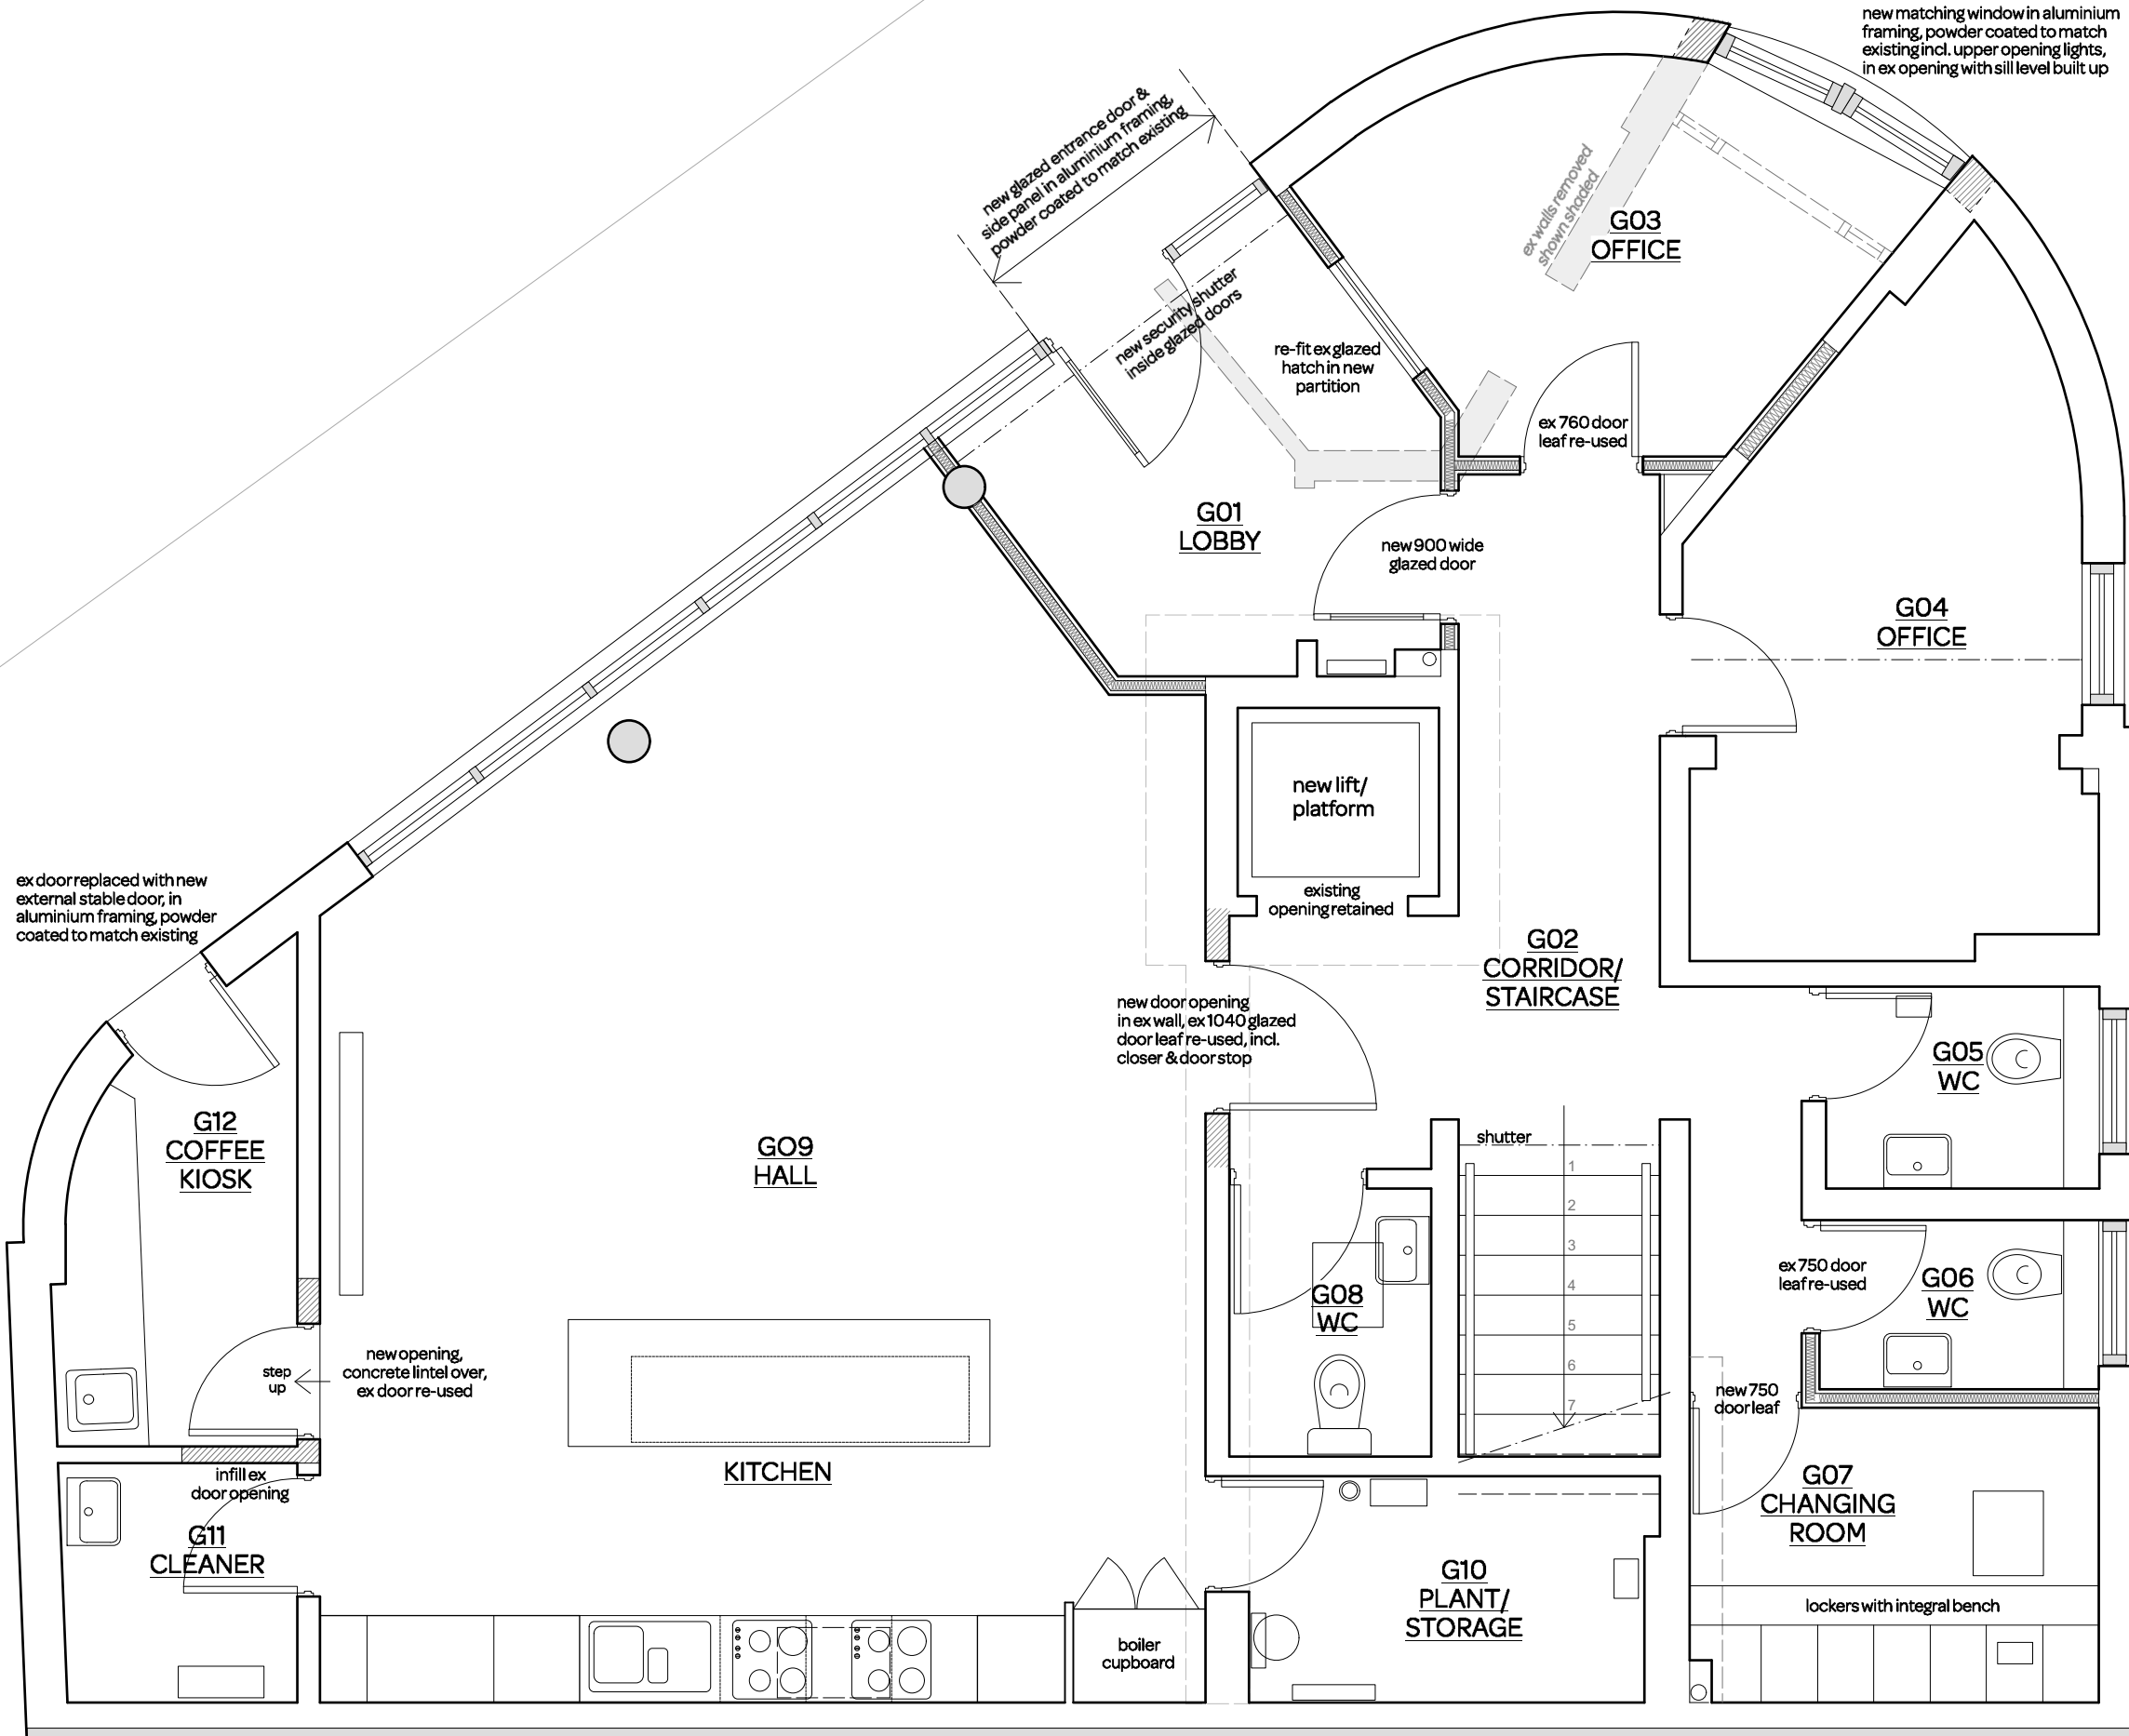 new matching window in aluminium
framing, powder coated to match
existing incl. upper opening lights,
in ex opening with sill level built up
new glazed entrance door &
side panel in aluminium framing,
powder coated to match existing
ex walls removed
shown shaded
G03
OFFICE
new security shutter
inside glazed doors
re-fit ex glazed
hatch in new
partition
ex 760 door
leaf re-used
G01
LOBBY
new 900 wide
glazed door
G04
OFFICE
new lift/
platform
existing
opening retained
ex door replaced with new
external stable door, in
aluminium framing, powder
coated to match existing
G02
CORRIDOR/
STAIRCASE
new door opening
in ex wall, ex 1040 glazed
door leaf re-used, incl.
closer & door stop
G05
WC
G12
COFFEE
KIOSK
GO9
HALL
shutter
1
2
3
4
5
6
7
G08
WC
ex 750 door
leaf re-used
G06
WC
step
up
new opening,
concrete lintel over,
ex door re-used
new 750
door leaf
KITCHEN
infill ex
door opening
G11
CLEANER
G07
CHANGING
ROOM
G10
PLANT/
STORAGE
lockers with integral bench
boiler
cupboard